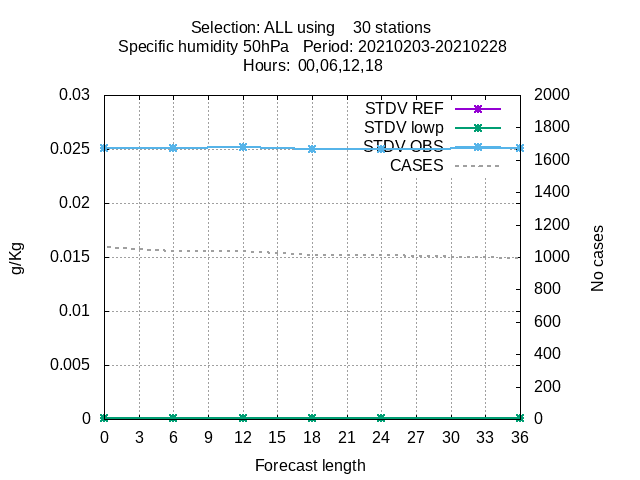 Selection: ALL using    30 stations
Specific humidity 50hPa   Period: 20210203-20210228
Hours:  00,06,12,18
STDV REF
STDV lowp
STDV OBS
CASES
0.03
0.025
0.02
0.015
0.01
0.005
0
2000
1800
1600
1400
1200
1000
800
600
400
200
0
g/Kg
No cases
0 3 6 9 12 15 18 21 24 27 30 33 36
Forecast length